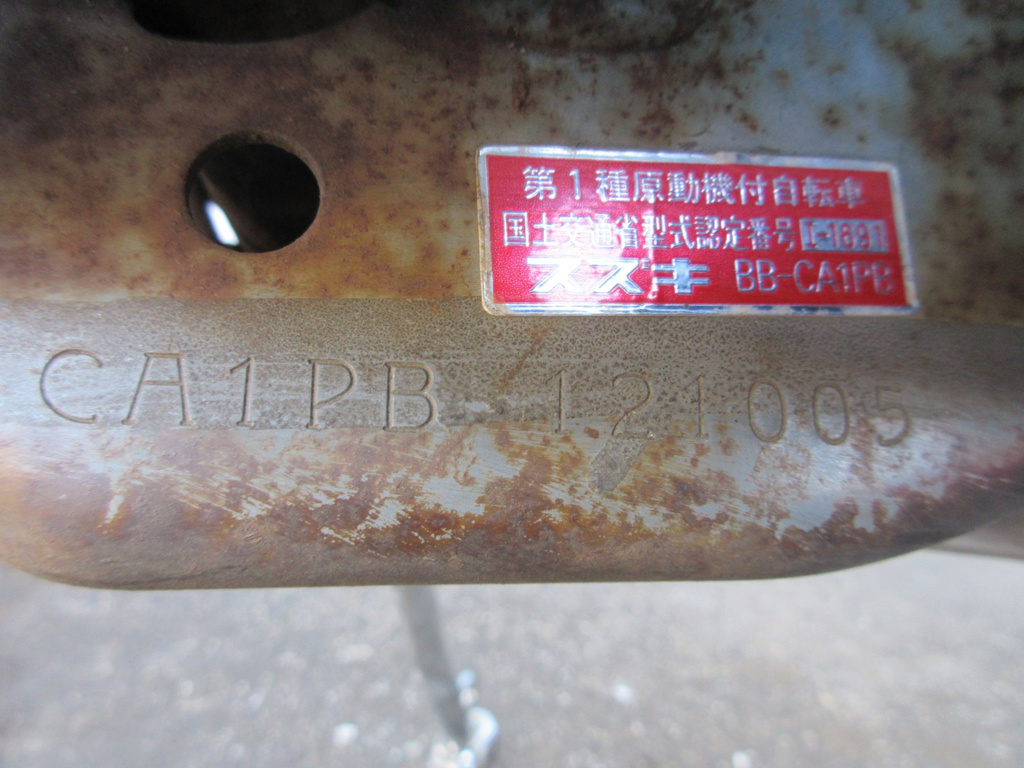 第1種原動機付自転車
国土交通省型式認定番号 I-1691
スズキ BB-CA1PB
CA1PB-121005